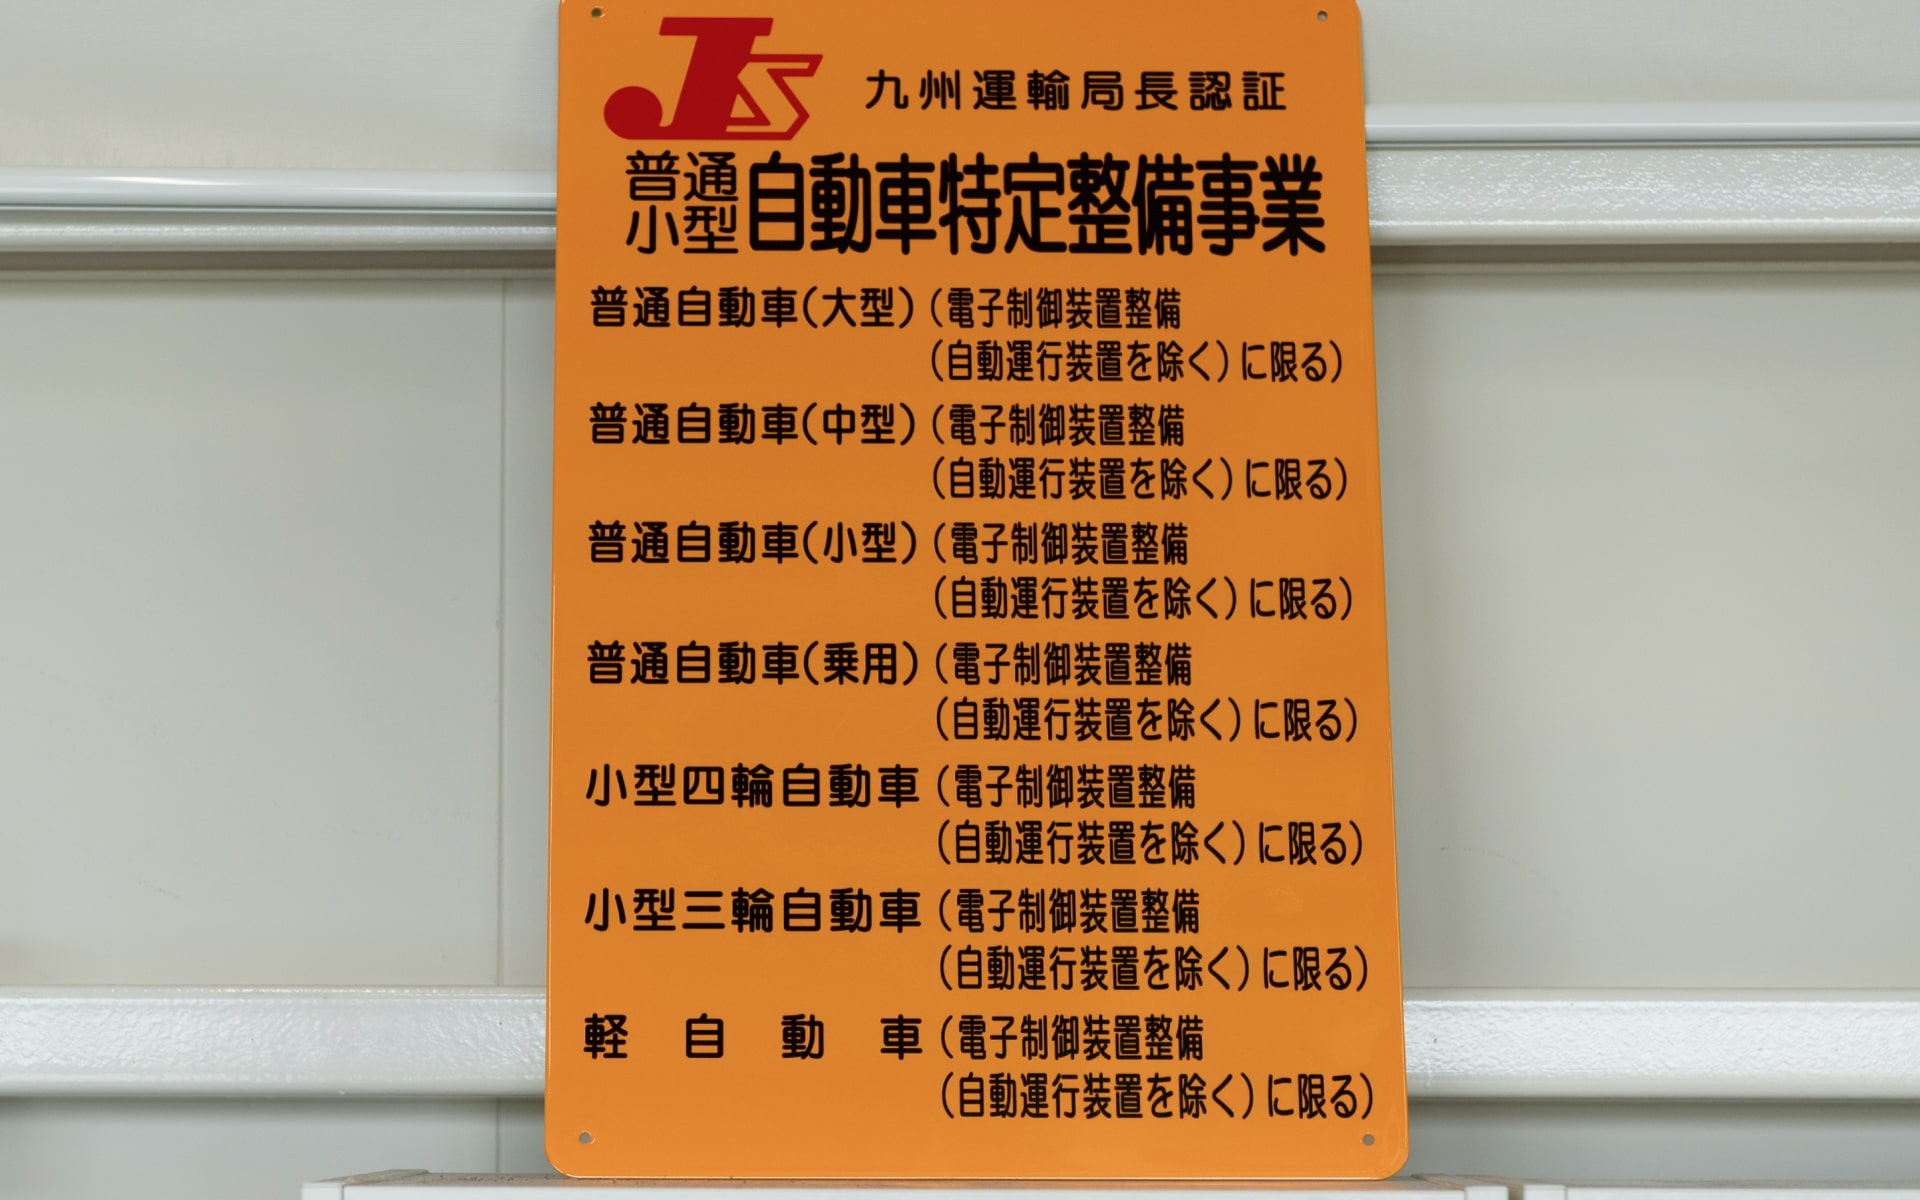 JS 九州運輸局長認証
普通小型自動車特定整備事業
普通自動車(大型)(電子制御装置整備
(自動運行装置を除く)に限る)
普通自動車(中型)(電子制御装置整備
(自動運行装置を除く)に限る)
普通自動車(小型)(電子制御装置整備
(自動運行装置を除く)に限る)
普通自動車(乗用)(電子制御装置整備
(自動運行装置を除く)に限る)
小型四輪自動車(電子制御装置整備
(自動運行装置を除く)に限る)
小型三輪自動車(電子制御装置整備
(自動運行装置を除く)に限る)
軽自動車(電子制御装置整備
(自動運行装置を除く)に限る)